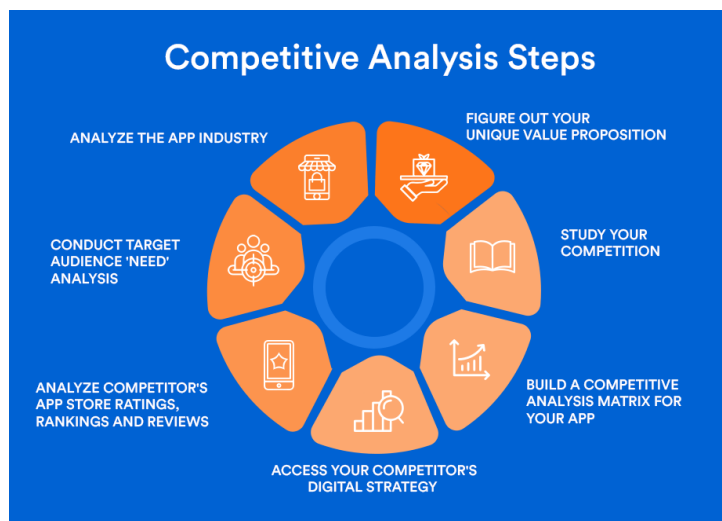 Competitive Analysis Steps
ANALYZE THE APP INDUSTRY
FIGURE OUT YOUR
UNIQUE VALUE PROPOSITION
CONDUCT TARGET
AUDIENCE 'NEED'
ANALYSIS
STUDY YOUR
COMPETITION
ANALYZE COMPETITOR'S
APP STORE RATINGS,
RANKINGS AND REVIEWS
BUILD A COMPETITIVE
ANALYSIS MATRIX FOR
YOUR APP
ACCESS YOUR COMPETITOR'S
DIGITAL STRATEGY